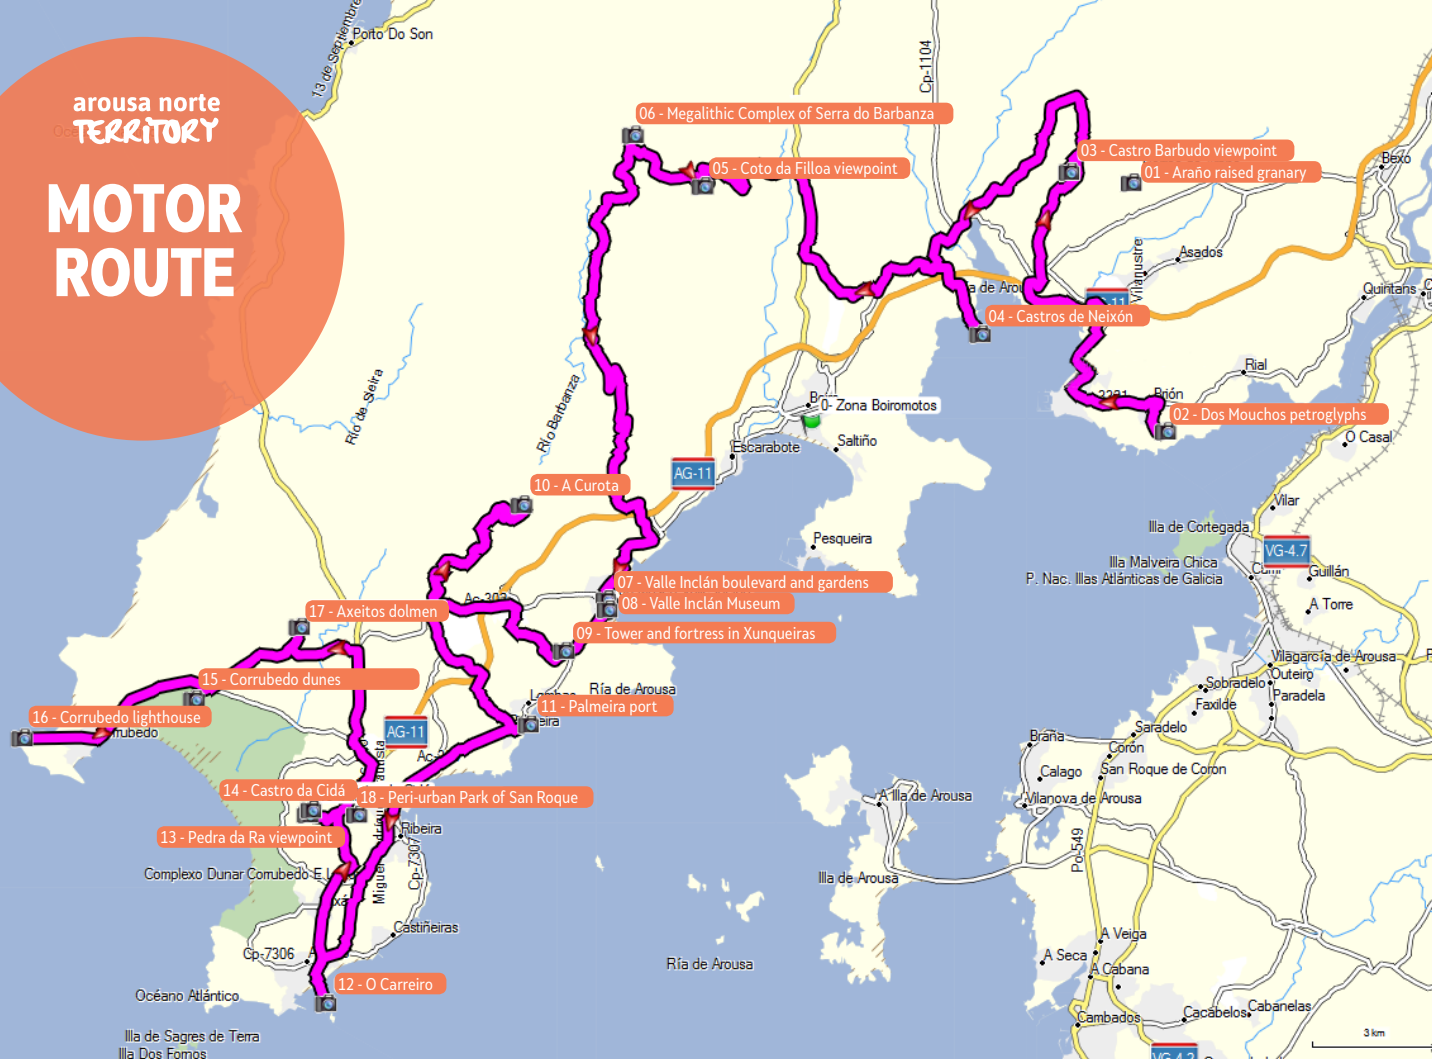 arousa norte
TERRITORY
MOTOR
ROUTE
13 de Septiembre
Porto Do Son
Cp-1104
06 - Megalithic Complex of Serra do Barbanza
05 - Coto da Filloa viewpoint
03 - Castro Barbudo viewpoint
01 - Araño raised granary
Bexo
Asados
Vilanustre
Quintans
04 - Castros de Neixón
Rial
Brión
02 - Dos Mouchos petroglyphs
O Casal
Río de Sieira
Río Barbanza
0- Zona Boiromotos
Saltiño
Escarabote
AG-11
10 - A Curota
Vilar
Illa de Cortegada
VG-4.7
Pesqueira
Illa Malveira Chica
P. Nac. Illas Atlánticas de Galicia
Guillán
A Torre
07 - Valle Inclán boulevard and gardens
08 - Valle Inclán Museum
17 - Axeitos dolmen
09 - Tower and fortress in Xunqueiras
Vilagarcía de Arousa
Outeiro
Sobradelo
Paradela
Faxilde
15 - Corrubedo dunes
Ría de Arousa
11 - Palmeira port
16 - Corrubedo lighthouse
AG-11
Saradelo
Bráña
Corón
San Roque de Coron
Calago
14 - Castro da Cidá
18 - Peri-urban Park of San Roque
A Illa de Arousa
Vilanova de Arousa
13 - Pedra da Ra viewpoint
Ribeira
Cp-7307
Po-549
Complexo Dunar Corrubedo E
Miguel
Illa de Arousa
Castiñeiras
Cp-7306
A Veiga
A Seca
Ría de Arousa
A Cabana
12 - O Carreiro
Océano Atlántico
Cambados
Cacábelos
Cabanelas
Illa de Sagres de Terra
Illa Dos Fornos
3 km